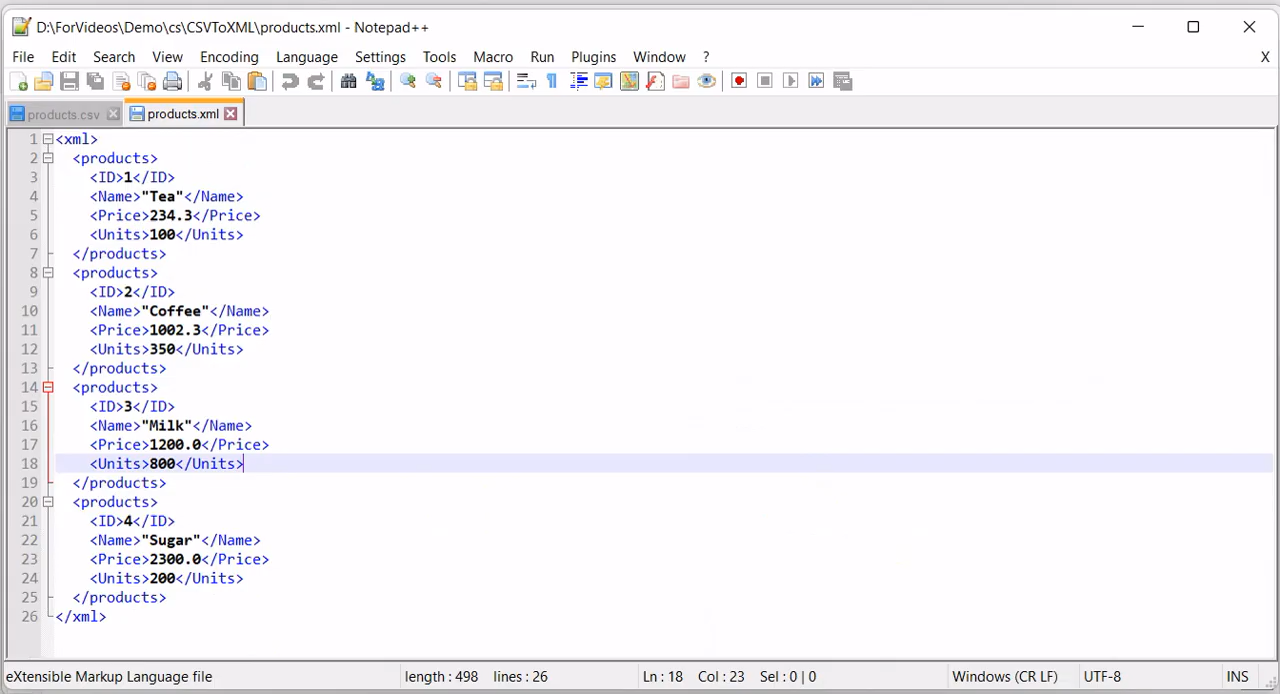 D:\ForVideos\Demo\cs\CSVToXML\products.xml - Notepad++
File Edit Search View Encoding Language Settings Tools Macro Run Plugins Window ? X
products.csv products.xml
1 <xml>
2 <products>
3 <ID>1</ID>
4 <Name>"Tea"</Name>
5 <Price>234.3</Price>
6 <Units>100</Units>
7 </products>
8 <products>
9 <ID>2</ID>
10 <Name>"Coffee"</Name>
11 <Price>1002.3</Price>
12 <Units>350</Units>
13 </products>
14 <products>
15 <ID>3</ID>
16 <Name>"Milk"</Name>
17 <Price>1200.0</Price>
18 <Units>800</Units>
19 </products>
20 <products>
21 <ID>4</ID>
22 <Name>"Sugar"</Name>
23 <Price>2300.0</Price>
24 <Units>200</Units>
25 </products>
26 </xml>
eXtensible Markup Language file length : 498 lines : 26 Ln : 18 Col : 23 Sel : 0 | 0 Windows (CR LF) UTF-8 INS